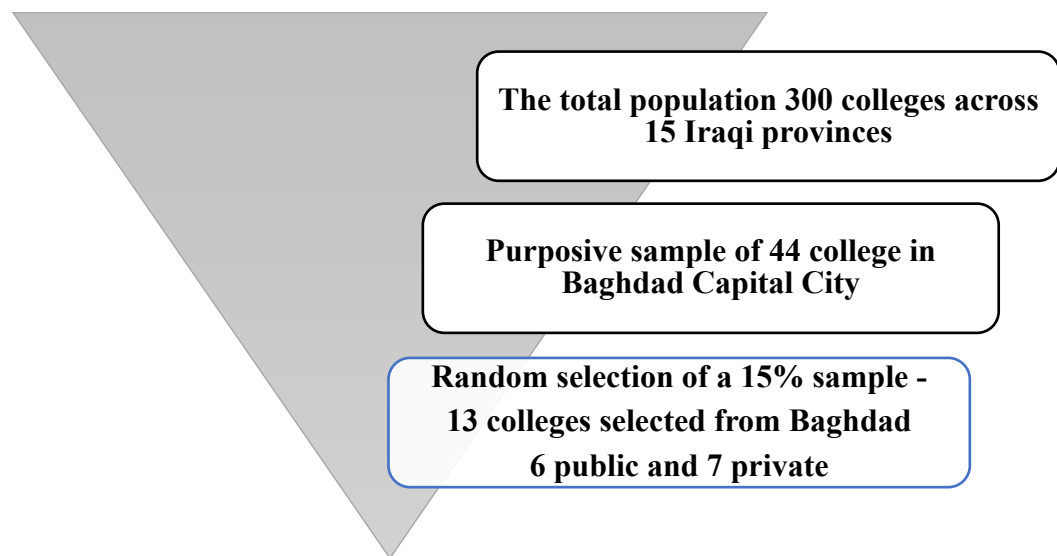 The total population 300 colleges across
15 Iraqi provinces
Purposive sample of 44 college in
Baghdad Capital City
Random selection of a 15% sample -
13 colleges selected from Baghdad
6 public and 7 private